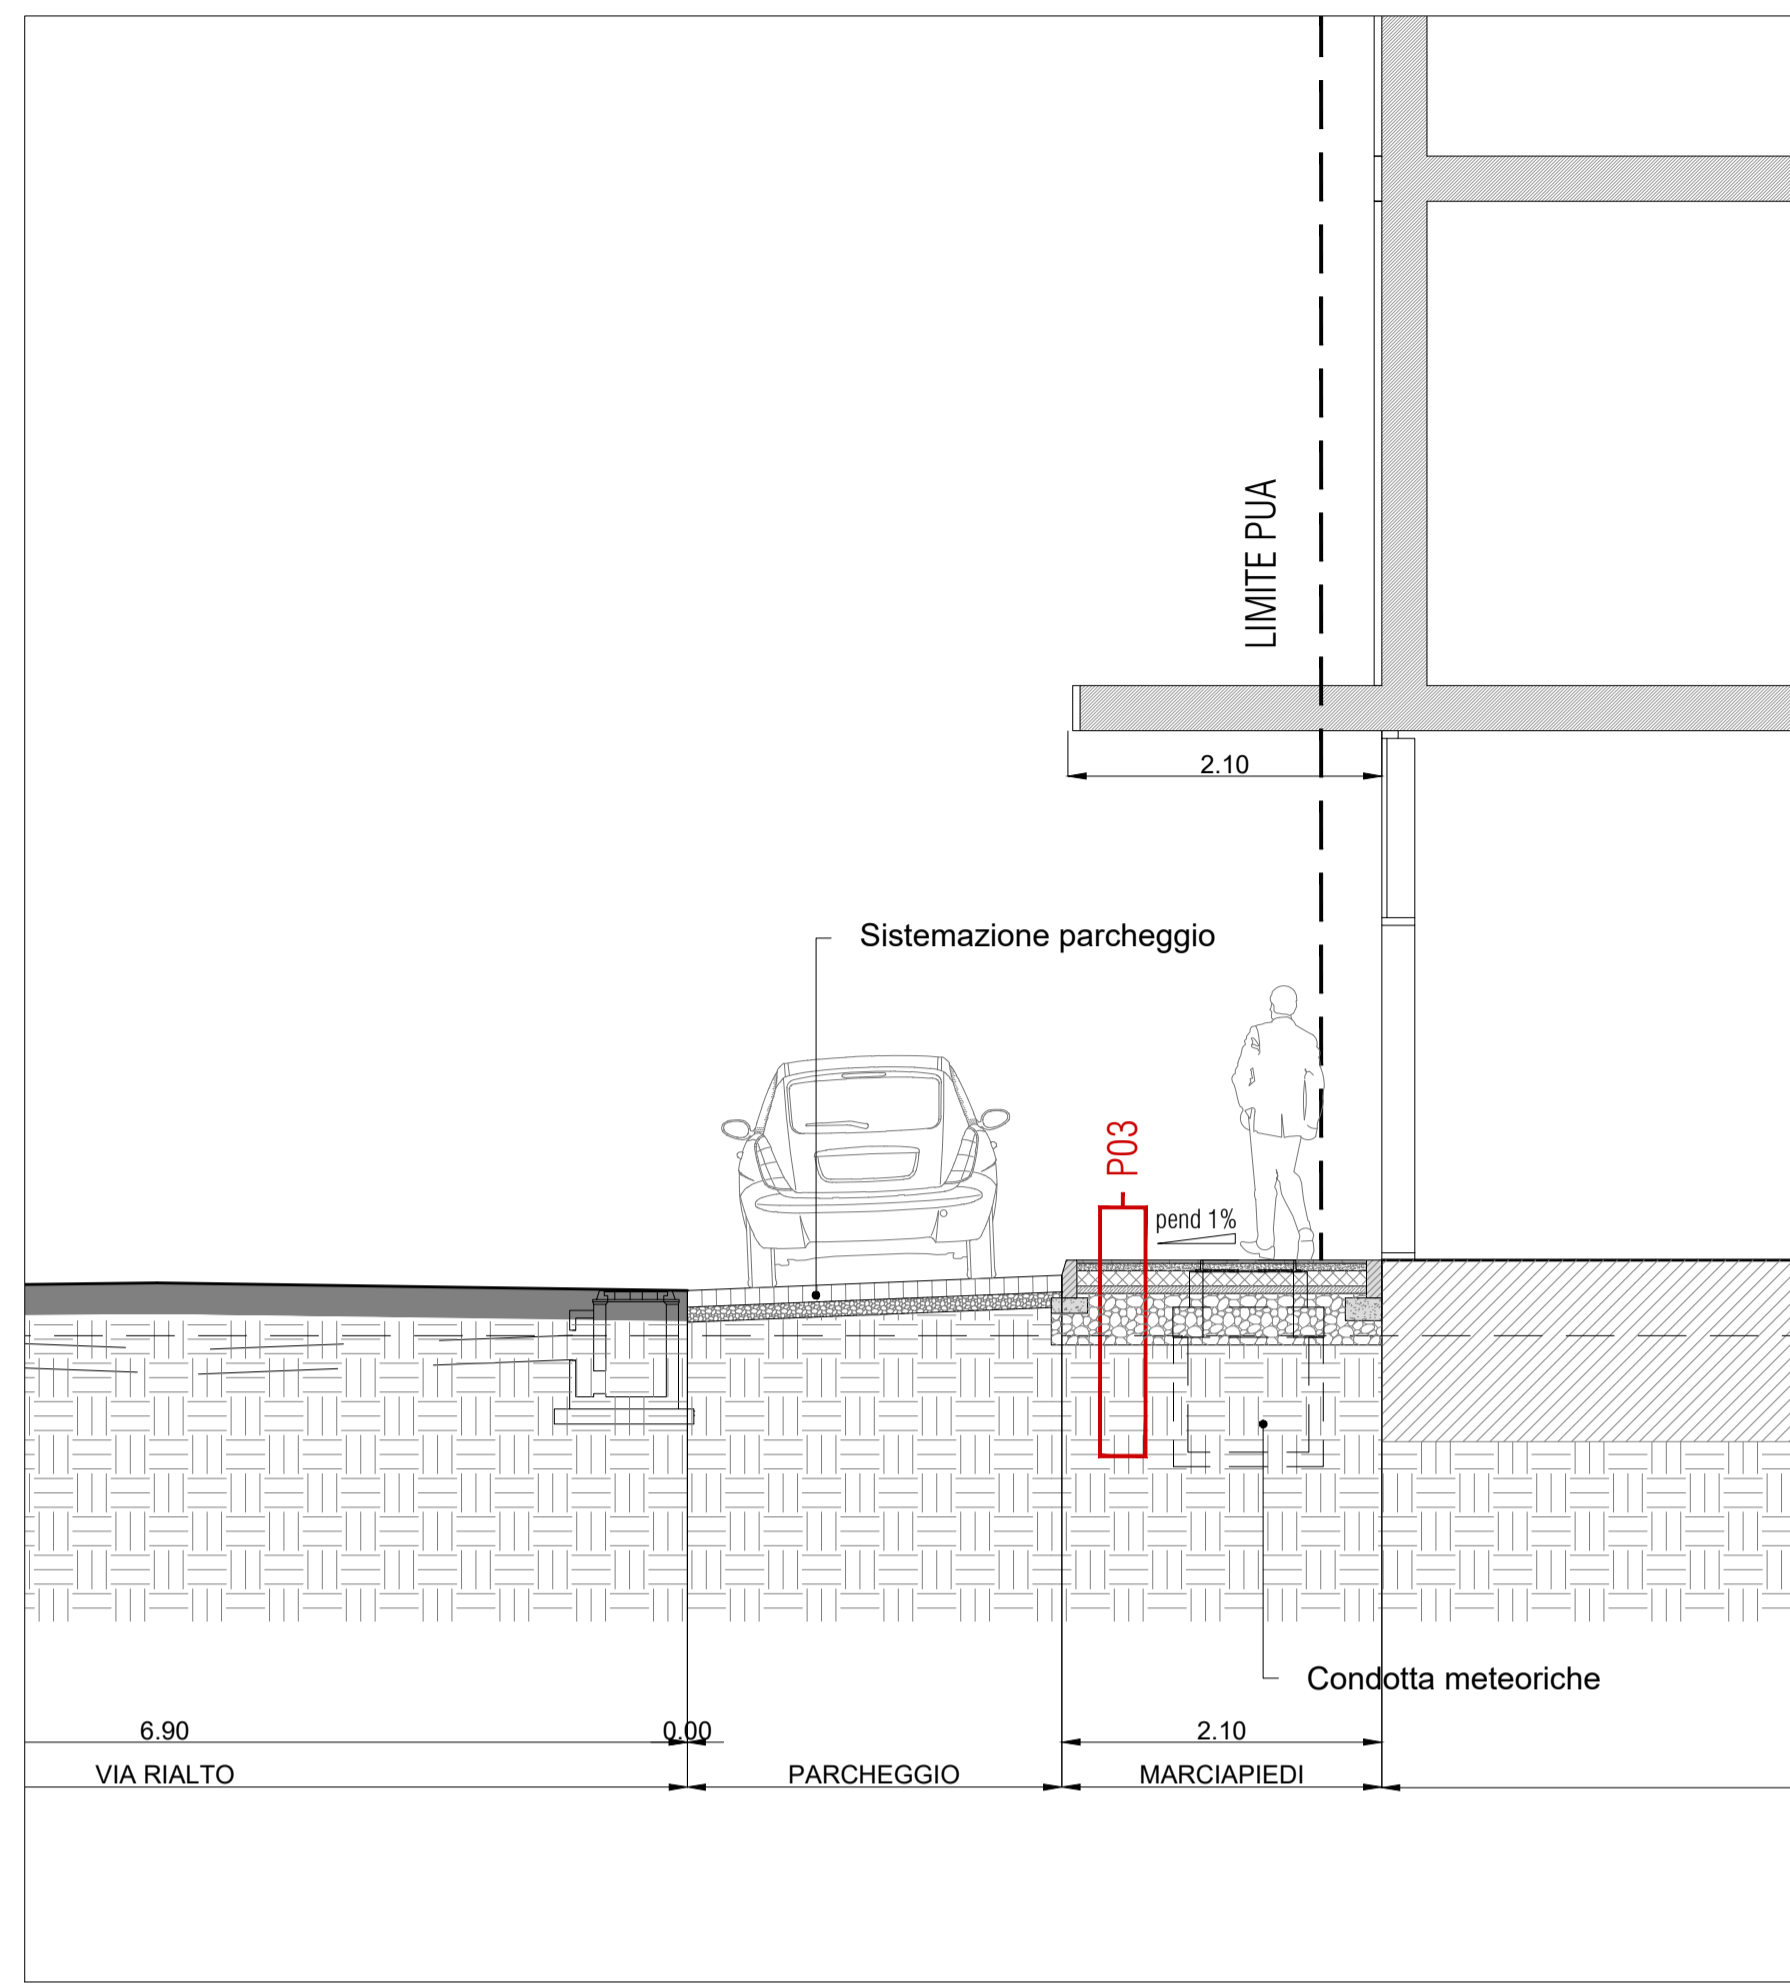 LIMITE PUA
2.10
Sistemazione parcheggio
P03
pend 1%
Condotta meteoriche
6.90
0.00
2.10
VIA RIALTO
PARCHEGGIO
MARCIAPIEDI